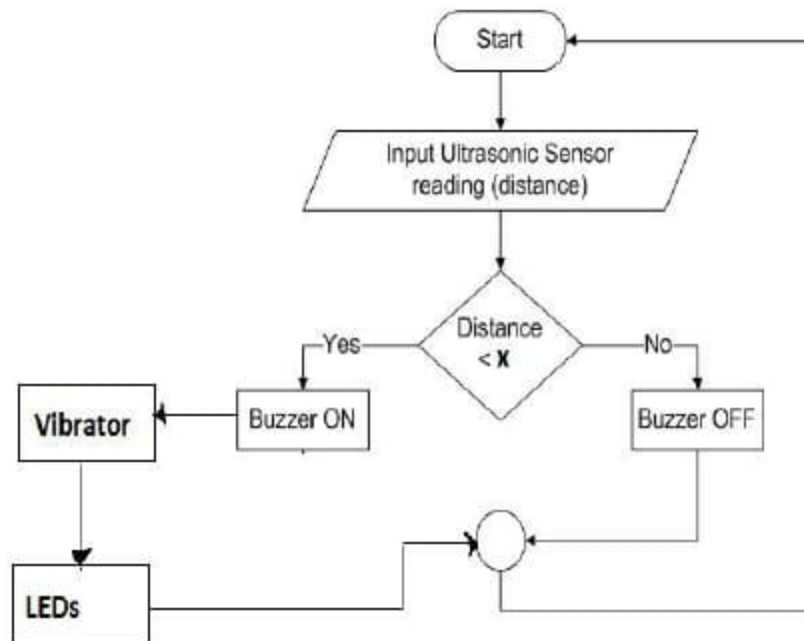 Start
Input Ultrasonic Sensor
reading (distance)
Distance
< X
Yes
No
Vibrator
Buzzer ON
Buzzer OFF
LEDs